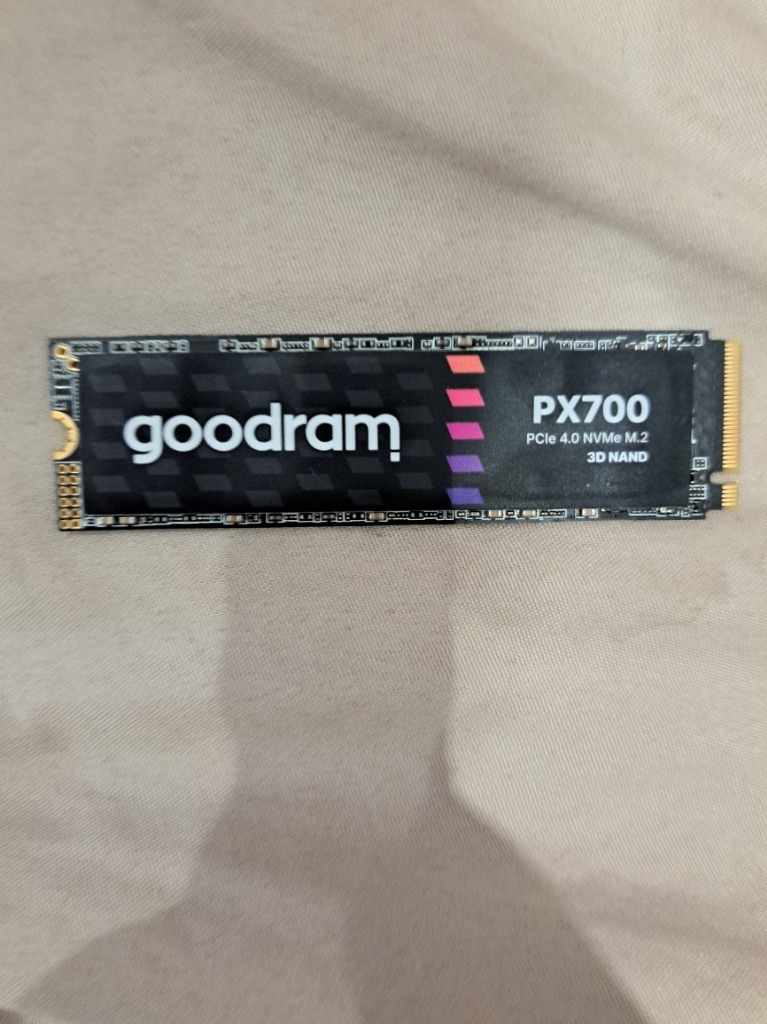 goodram
PX700
PCIe 4.0 NVMe M.2
3D NAND